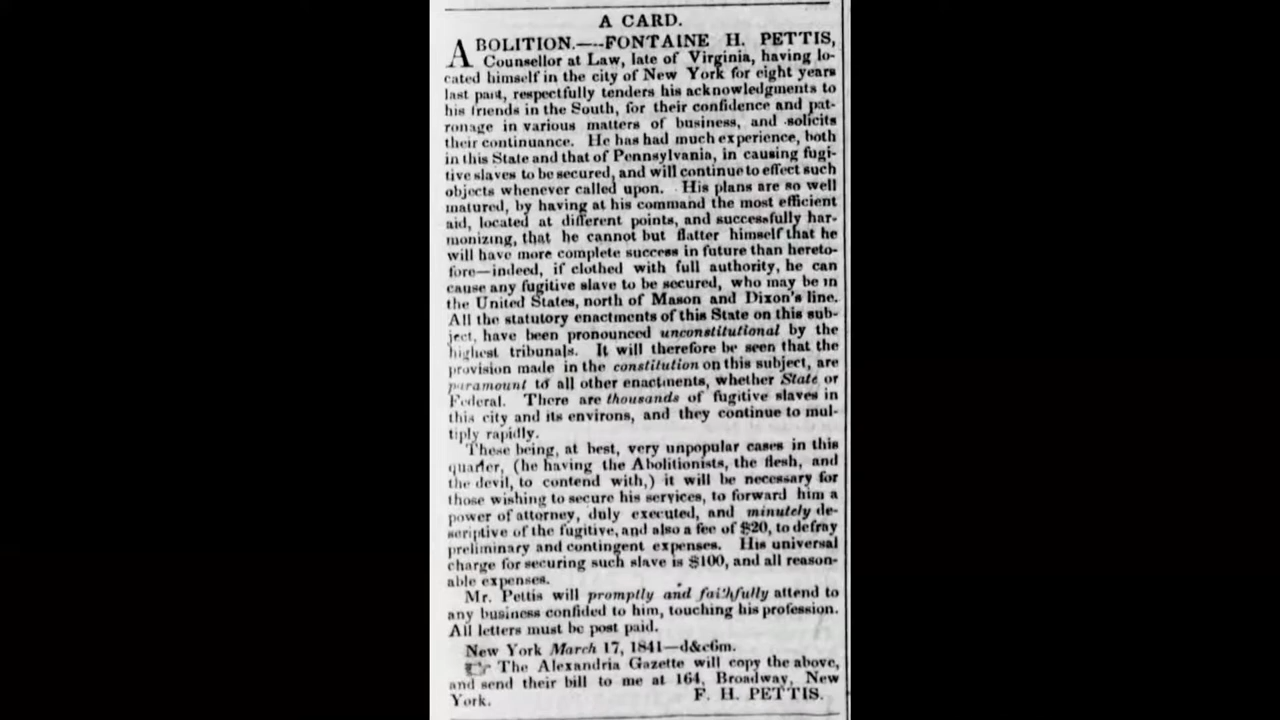 A CARD.
ABOLITION.—-FONTAINE H. PETTIS,
Counsellor at Law, late of Virginia, having lo-
cated himself in the city of New York for eight years
last past, respectfully tenders his acknowledgments to
his friends in the South, for their confidence and pat-
ronage in various matters of business, and solicits
their continuance. He has had much experience, both
in this State and that of Pennsylvania, in causing fugi-
tive slaves to be secured, and will continue to effect such
objects whenever called upon. His plans are so well
matured, by having at his command the most efficient
aid, located at different points, and successfully har-
monizing, that he cannot but flatter himself that he
will have more complete success in future than hereto-
fore—indeed, if clothed with full authority, he can
cause any fugitive slave to be secured, who may be in
the United States, north of Mason and Dixon's line.
All the statutory enactments of this State on this sub-
ject, have been pronounced unconstitutional by the
highest tribunals. It will therefore be seen that the
provision made in the constitution on this subject, are
paramount to all other enactments, whether State or
Federal. There are thousands of fugitive slaves in
this city and its environs, and they continue to mul-
tiply rapidly.
These being, at best, very unpopular cases in this
quarter, (he having the Abolitionists, the flesh, and
the devil, to contend with,) it will be necessary for
those wishing to secure his services, to forward him a
power of attorney, duly executed, and minutely de-
scriptive of the fugitive, and also a fee of $20, to defray
preliminary and contingent expenses. His universal
charge for securing such slave is $100, and all reason-
able expenses.
Mr. Pettis will promptly and faithfully attend to
any business confided to him, touching his profession.
All letters must be post paid.
New York March 17, 1841—d&c6m.
☞ The Alexandria Gazette will copy the above,
and send their bill to me at 164, Broadway, New
York. F. H. PETTIS.